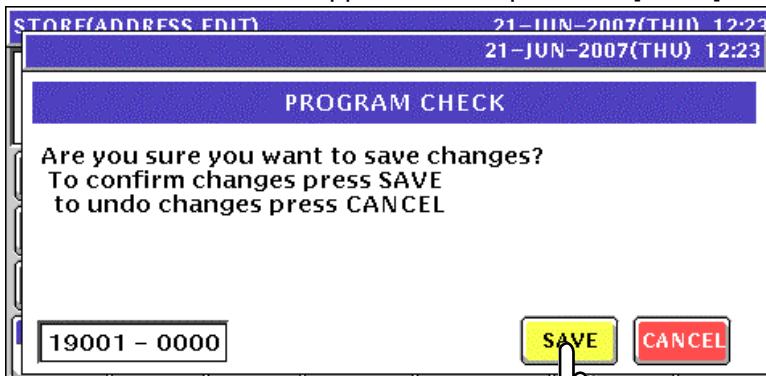 STORE(ADDRESS EDIT) 21-JUN-2007(THU) 12:23
21-JUN-2007(THU) 12:23
PROGRAM CHECK
Are you sure you want to save changes?
To confirm changes press SAVE
to undo changes press CANCEL
19001 - 0000 SAVE CANCEL